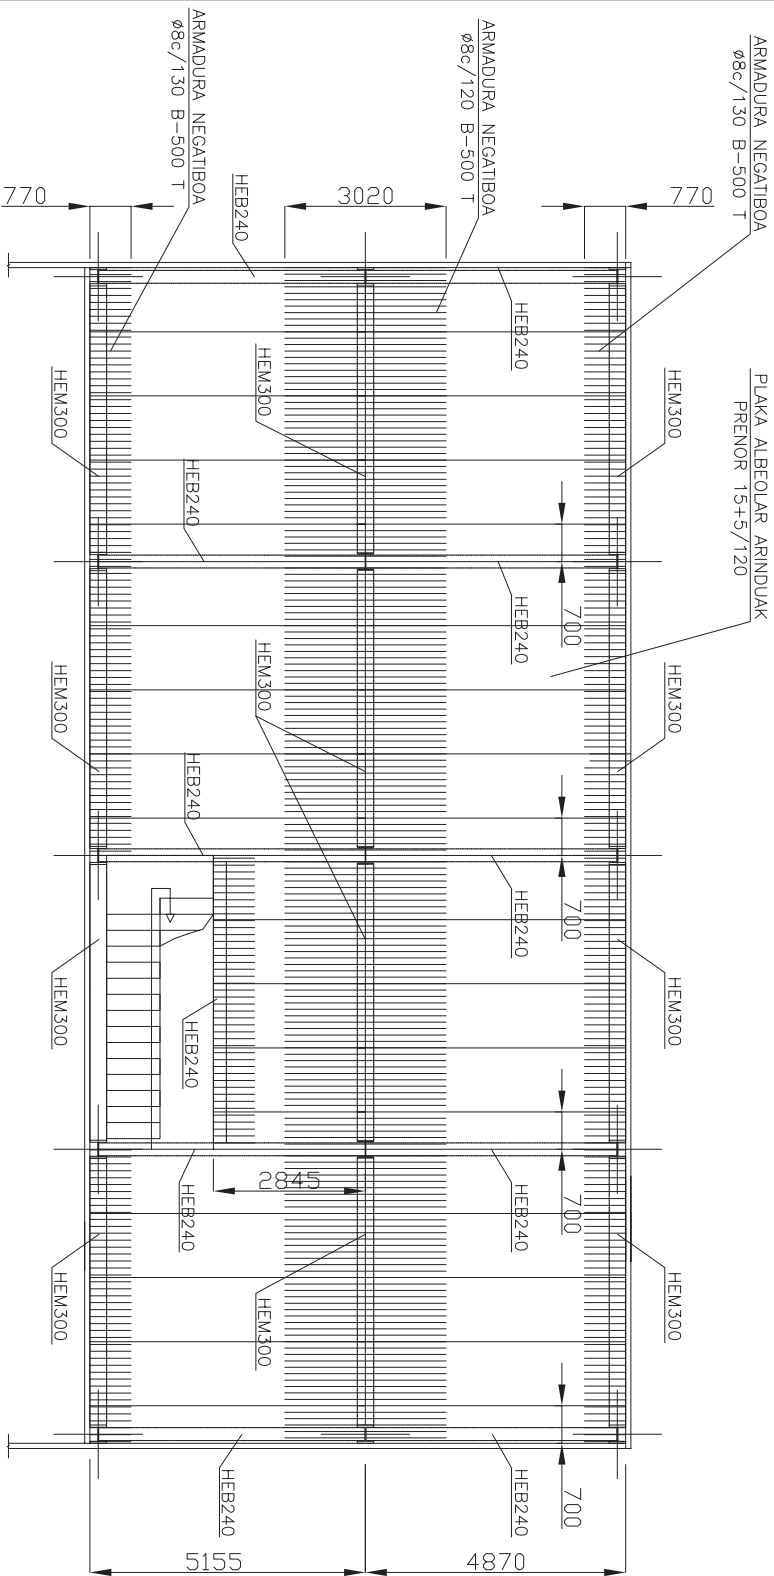 ARMADURA NEGATIBOA
ø8c/130 B-500 T
PLAKA ALBEOLAR ARINDUAK
PRENOR 15+5/120
770
HEM300
HEM300
HEM300
HEM300
700
700
700
700
HEB240
HEB240
HEB240
HEB240
HEB240
4870
ARMADURA NEGATIBOA
ø8c/120 B-500 T
3020
HEM300
HEM300
2845
HEM300
HEB240
HEB240
HEB240
HEB240
HEB240
HEB240
5155
ARMADURA NEGATIBOA
ø8c/130 B-500 T
HEM300
HEM300
HEM300
HEM300
770